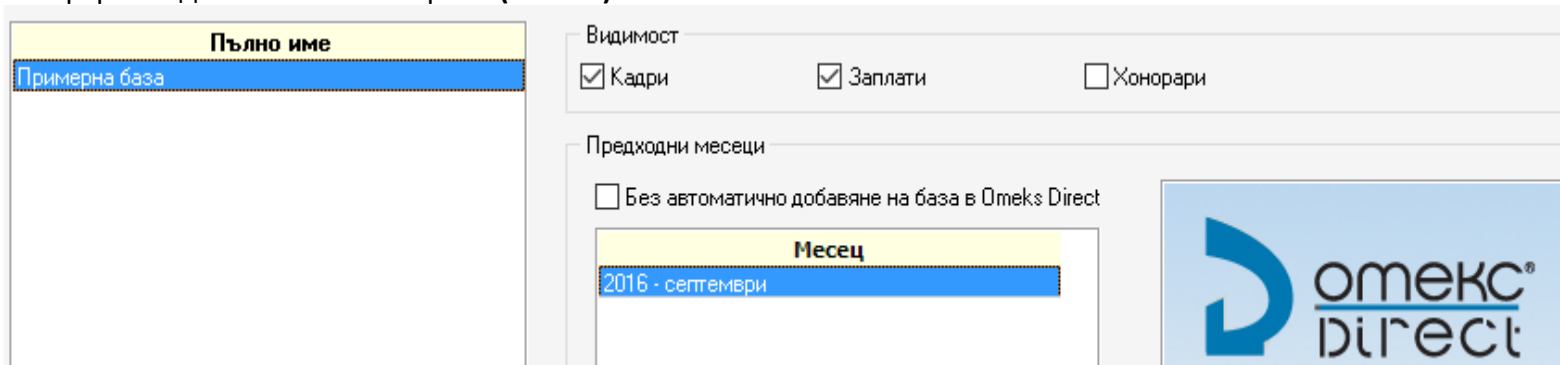 Пълно име
Примерна база
Видимост
Кадри
Заплати
Хонорари
Предходни месеци
Без автоматично добавяне на база в Omeks Direct
Месец
2016 - септември
омекс®
Direct